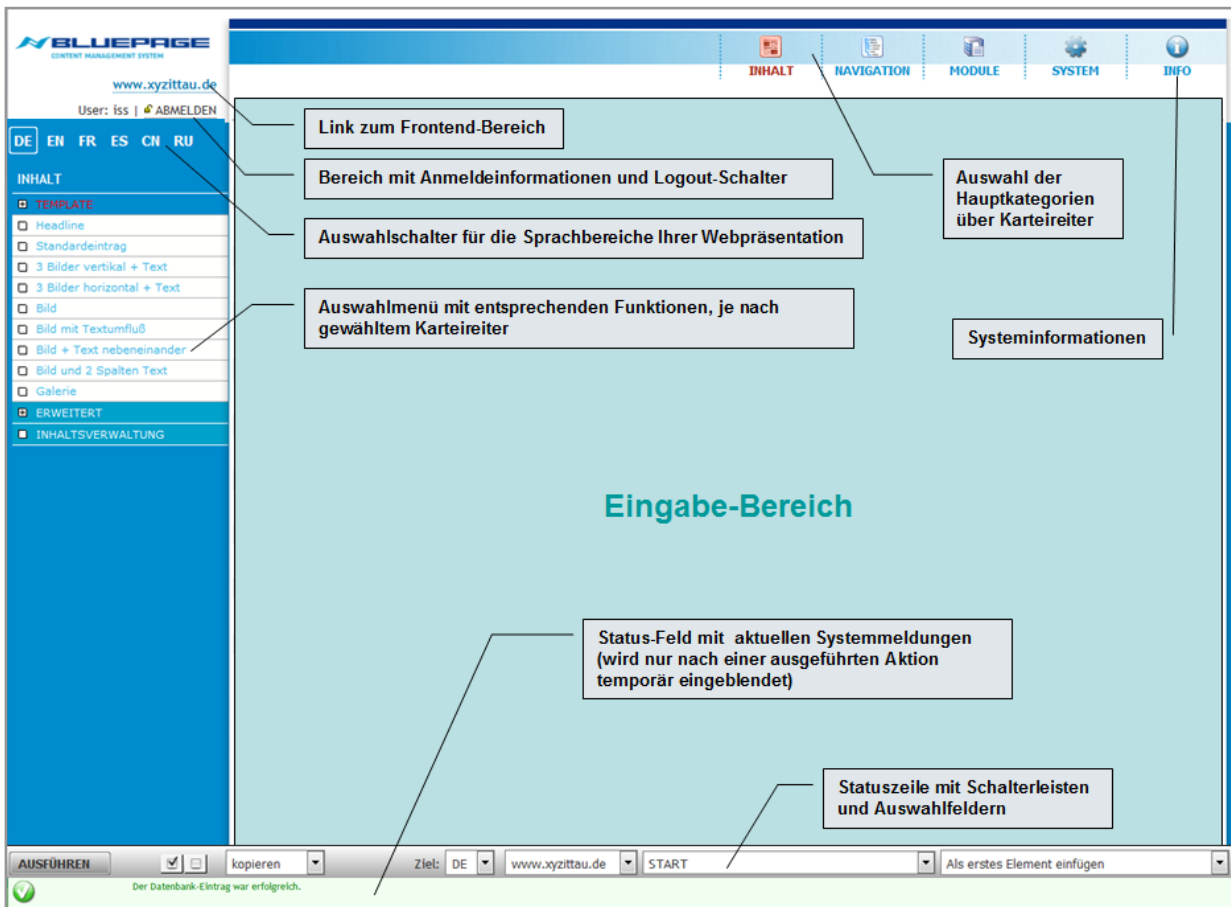 BLUEPAGE
CONTENT MANAGEMENT SYSTEM
www.xyzittau.de
User: iss | ABMELDEN
INHALT
NAVIGATION
MODULE
SYSTEM
INFO
DE EN FR ES CN RU
INHALT
TEMPLATE
Headline
Standardeintrag
3 Bilder vertikal + Text
3 Bilder horizontal + Text
Bild
Bild mit Textumfluß
Bild + Text nebeneinander
Bild und 2 Spalten Text
Galerie
ERWEITERT
INHALTSVERWALTUNG
Link zum Frontend-Bereich
Bereich mit Anmeldeinformationen und Logout-Schalter
Auswahlschalter für die Sprachbereiche Ihrer Webpräsentation
Auswahlmenü mit entsprechenden Funktionen, je nach
gewähltem Karteireiter
Auswahl der
Hauptkategorien
über Karteireiter
Systeminformationen
Eingabe-Bereich
Status-Feld mit aktuellen Systemmeldungen
(wird nur nach einer ausgeführten Aktion
temporär eingeblendet)
Statuszeile mit Schalterleisten
und Auswahlfeldern
AUSFÜHREN kopieren Ziel: DE www.xyzittau.de START Als erstes Element einfügen
Der Datenbank-Eintrag war erfolgreich.